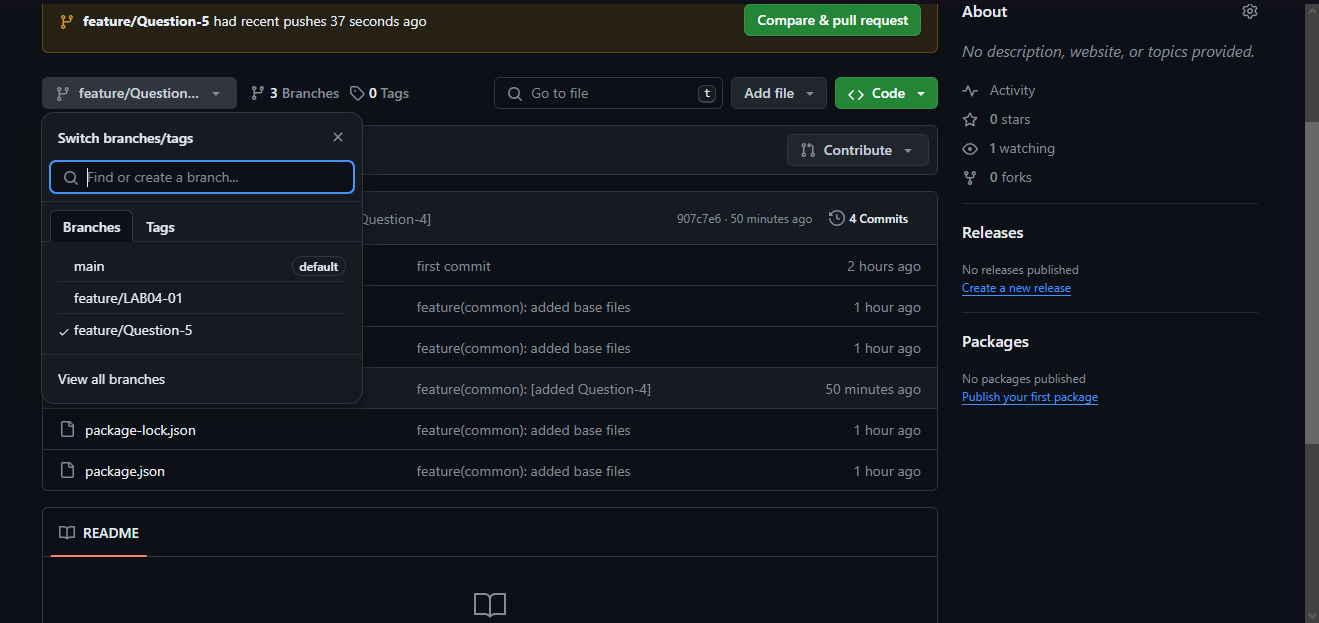 feature/Question-5 had recent pushes 37 seconds ago
Compare & pull request
feature/Question...
3 Branches
0 Tags
Go to file
t
Add file
Code
Switch branches/tags
Find or create a branch...
Branches
Tags
main
default
feature/LAB04-01
feature/Question-5
View all branches
Contribute
Question-4]
907c7e6 · 50 minutes ago
4 Commits
first commit
2 hours ago
feature(common): added base files
1 hour ago
feature(common): added base files
1 hour ago
feature(common): [added Question-4]
50 minutes ago
package-lock.json
feature(common): added base files
1 hour ago
package.json
feature(common): added base files
1 hour ago
README
About
No description, website, or topics provided.
Activity
0 stars
1 watching
0 forks
Releases
No releases published
Create a new release
Packages
No packages published
Publish your first package